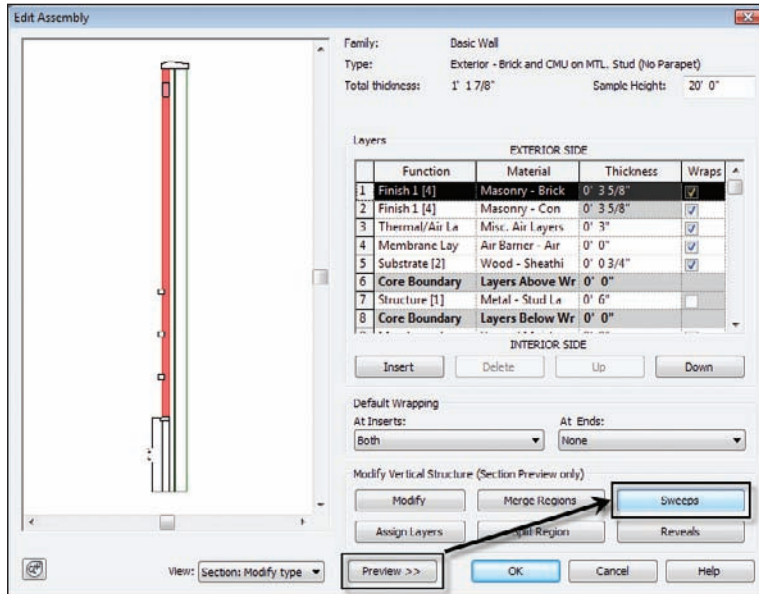 Edit Assembly
Family: Basic Wall
Type: Exterior - Brick and CMU on MTL. Stud (No Parapet)
Total thickness: 1' 1 7/8" Sample Height: 20' 0"
Layers
EXTERIOR SIDE
Function Material Thickness Wraps
1 Finish 1 [4] Masonry - Brick 0' 3 5/8"
2 Finish 1 [4] Masonry - Con 0' 3 5/8"
3 Thermal/Air La Misc. Air Layers 0' 3"
4 Membrane Lay Air Barrier - Air 0' 0"
5 Substrate [2] Wood - Sheathi 0' 0 3/4"
6 Core Boundary Layers Above Wr 0' 0"
7 Structure [1] Metal - Stud La 0' 6"
8 Core Boundary Layers Below Wr 0' 0"
INTERIOR SIDE
Insert Delete Up Down
Default Wrapping
At Inserts: At Ends:
Both None
Modify Vertical Structure (Section Preview only)
Modify Merge Regions Sweeps
Assign Layers Split Region Reveals
View: Section: Modify type Preview >> OK Cancel Help